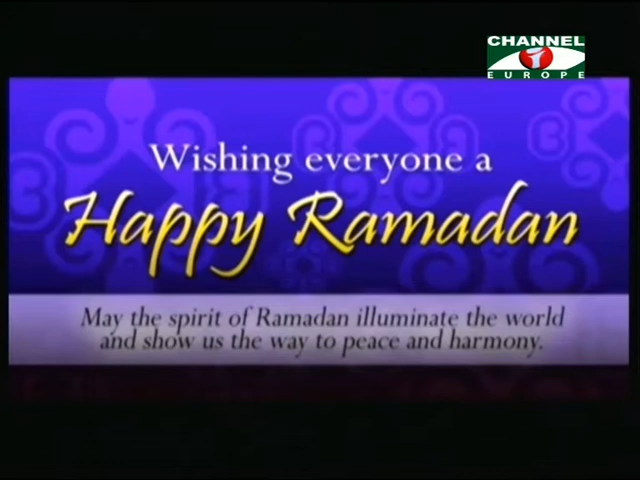 CHANNEL
i
EUROPE
Wishing everyone a
Happy Ramadan
May the spirit of Ramadan illuminate the world
and show us the way to peace and harmony.